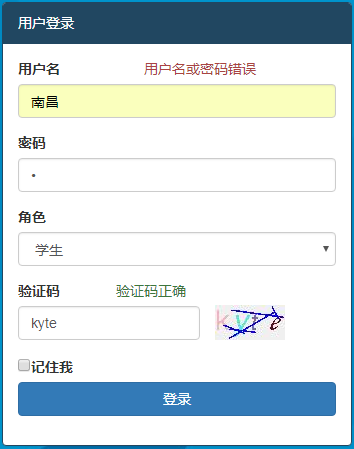 用户登录
用户名 用户名或密码错误
南昌
密码
•
角色
学生
验证码 验证码正确
kyte kyte
记住我
登录